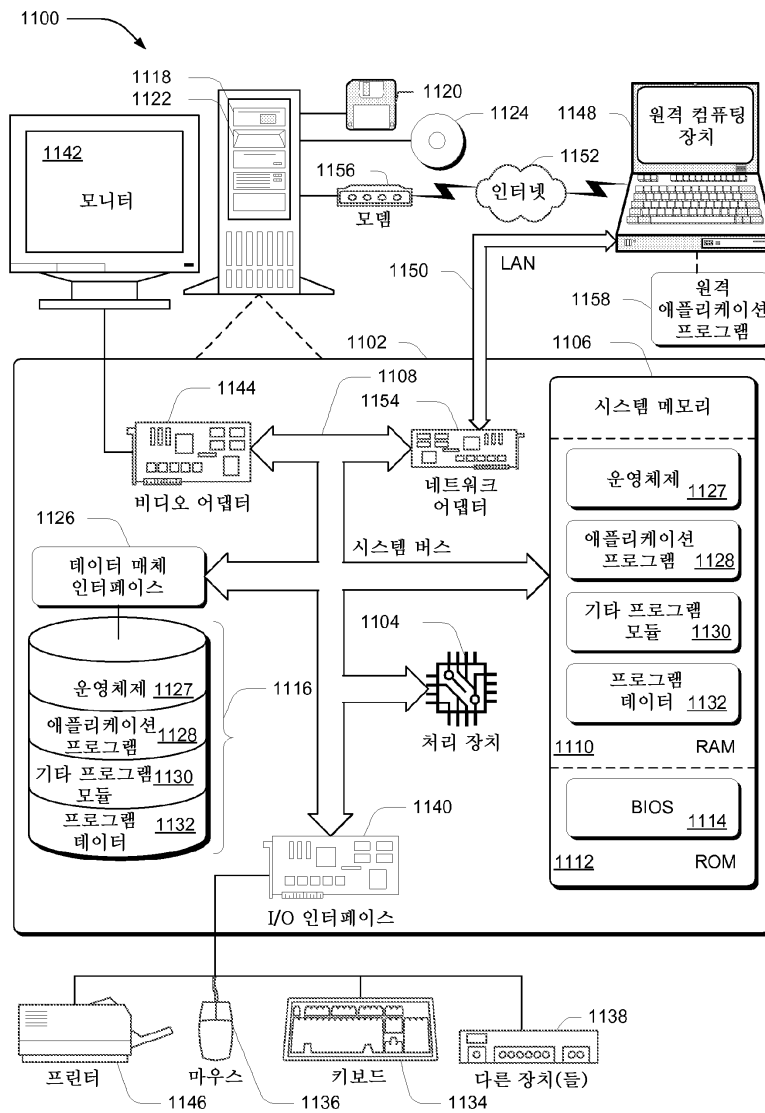 1100
1118
1122
1120
1124
1148
원격 컴퓨팅
장치
1142
모니터
1156
모뎀
1152
인터넷
1150
LAN
1158
원격
애플리케이션
프로그램
1102
1106
1144
1108
1154
시스템 메모리
비디오 어댑터
네트워크
어댑터
운영체제 1127
1126
데이터 매체
인터페이스
시스템 버스
애플리케이션
프로그램 1128
1104
처리 장치
기타 프로그램
모듈 1130
프로그램
데이터 1132
1110 RAM
운영체제 1127
1116
애플리케이션
프로그램 1128
기타 프로그램 1130
모듈
프로그램 1132
데이터
1140
I/O 인터페이스
BIOS
1114
1112 ROM
프린터
1146
마우스
1136
키보드
1134
1138
다른 장치(들)